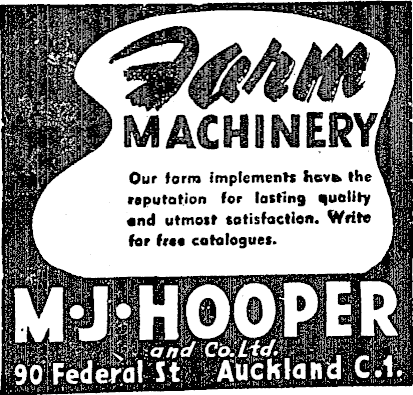 Farm
MACHINERY
Our farm implements have the
reputation for lasting quality
and utmost satisfaction. Write
for free catalogues.
M·J·HOOPER
and Co. Ltd.
90 Federal St Auckland C.1.